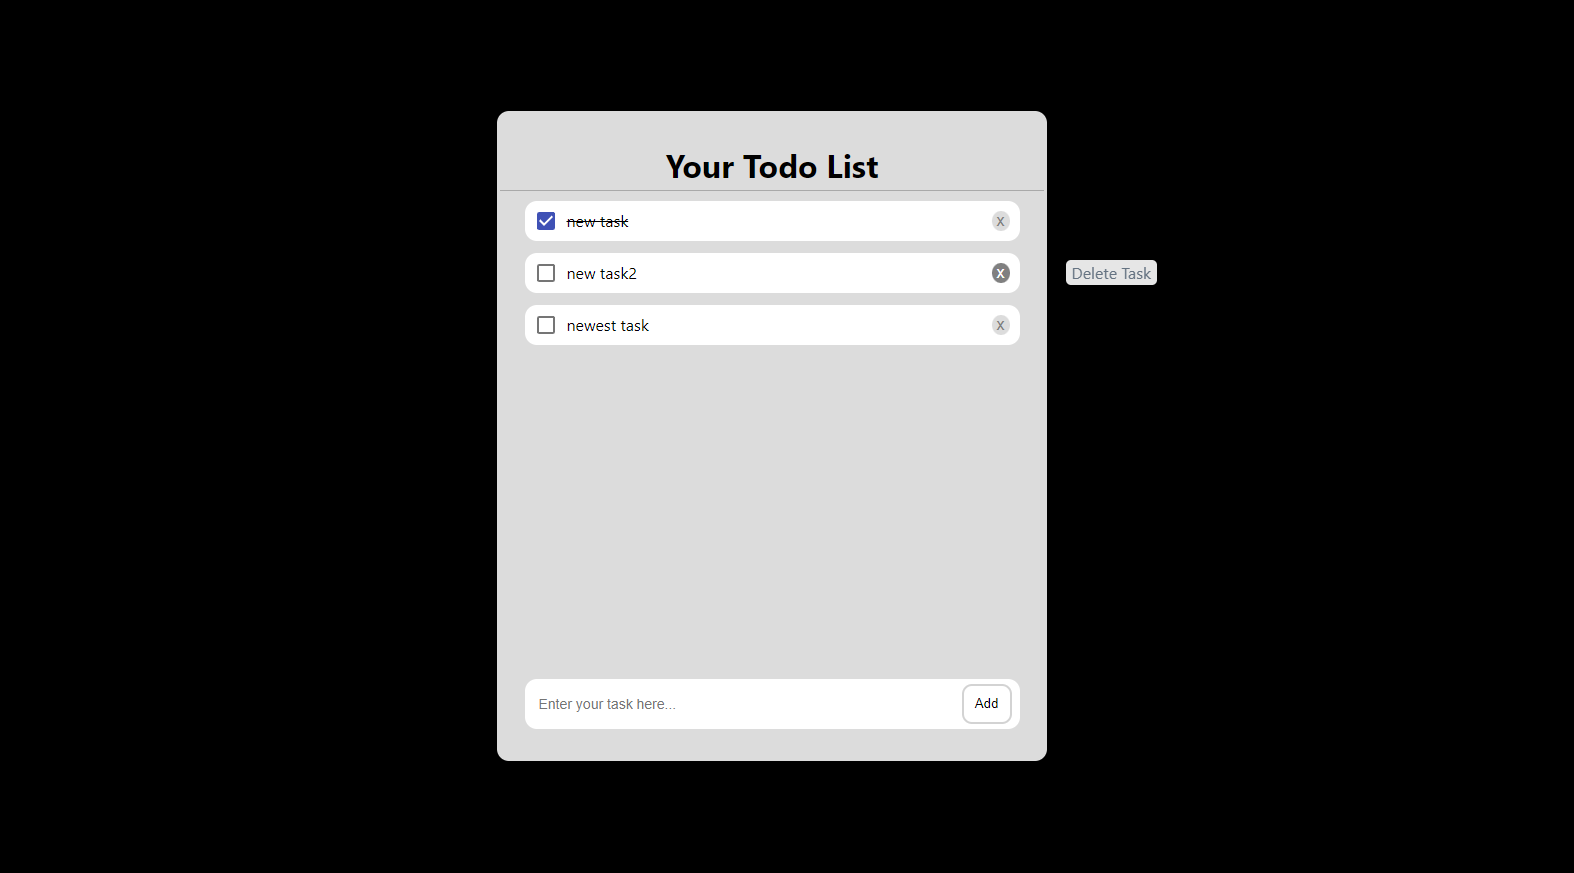 Your Todo List
new task X
new task2 X Delete Task
newest task X
Enter your task here... Add